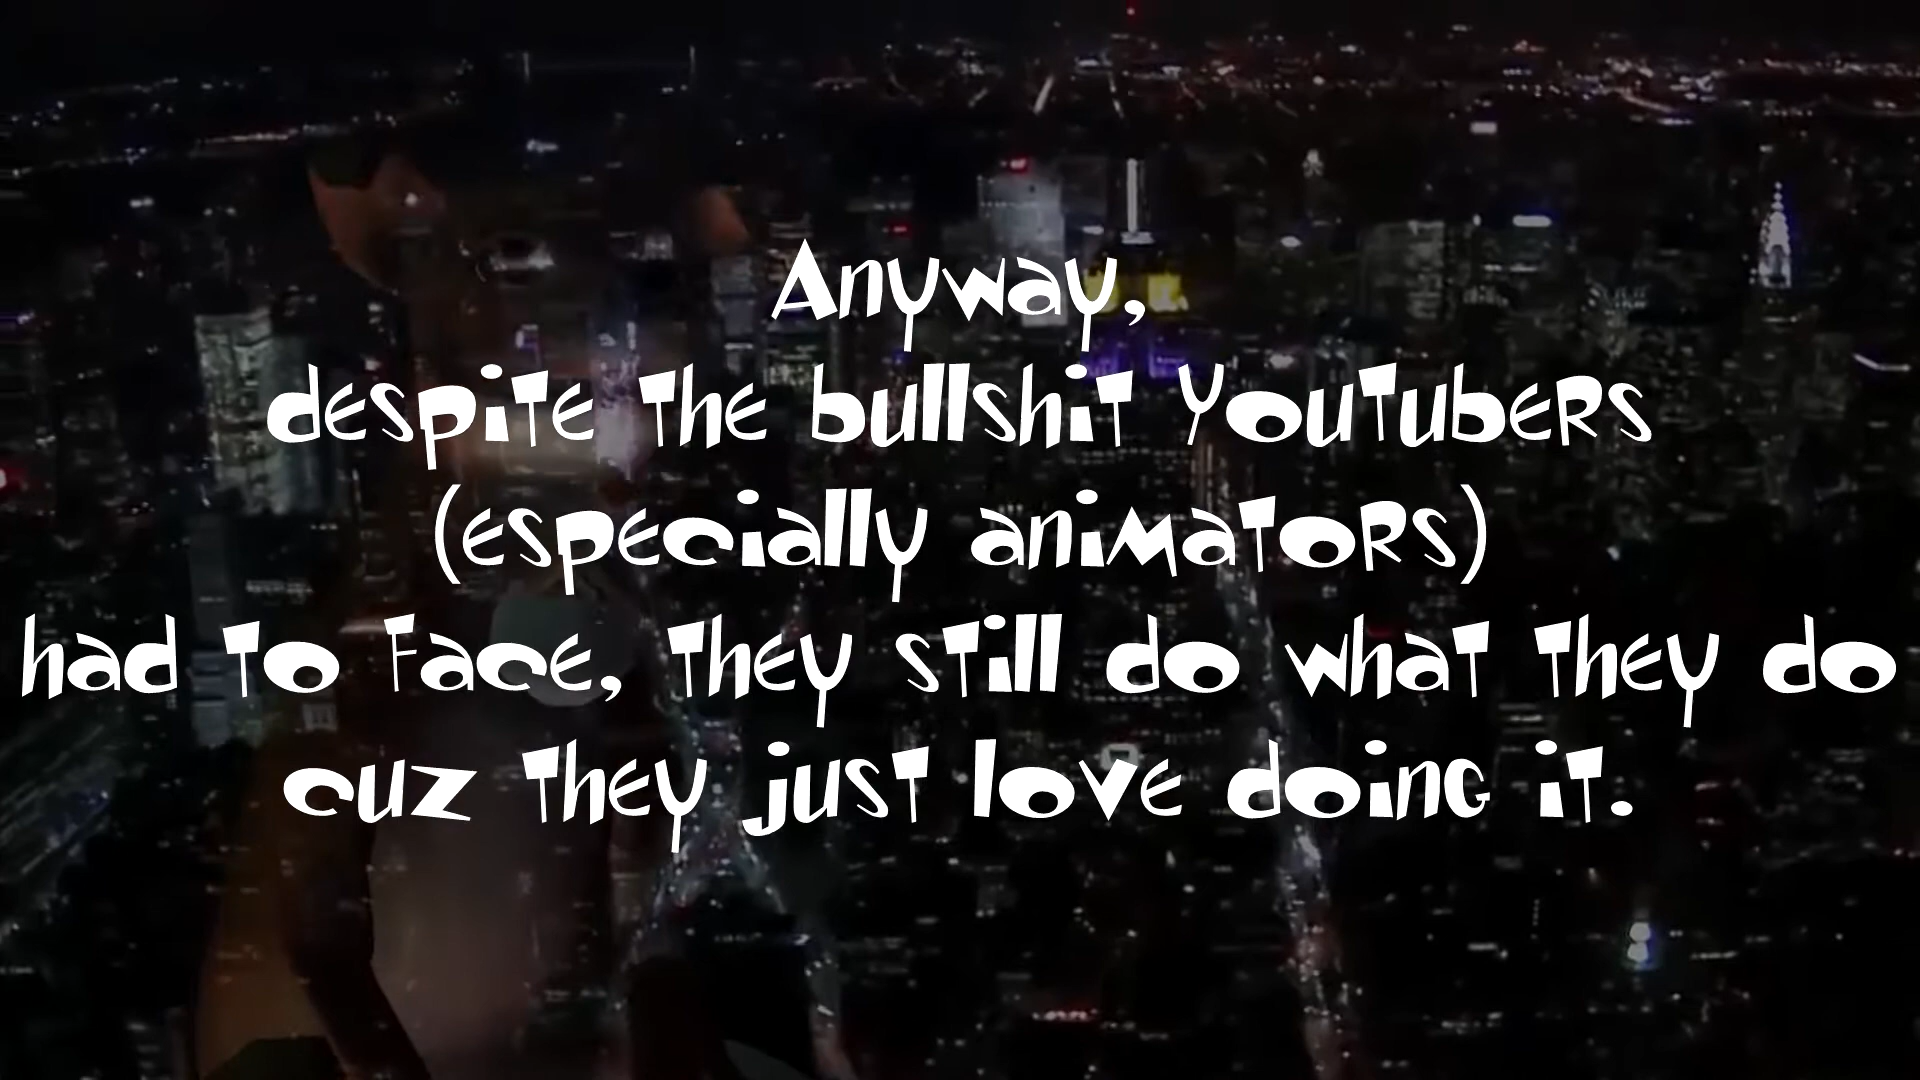 Anyway,
despite the bullshit YouTubers
(especially animators)
had to face, they still do what they do
cuz they just love doing it.